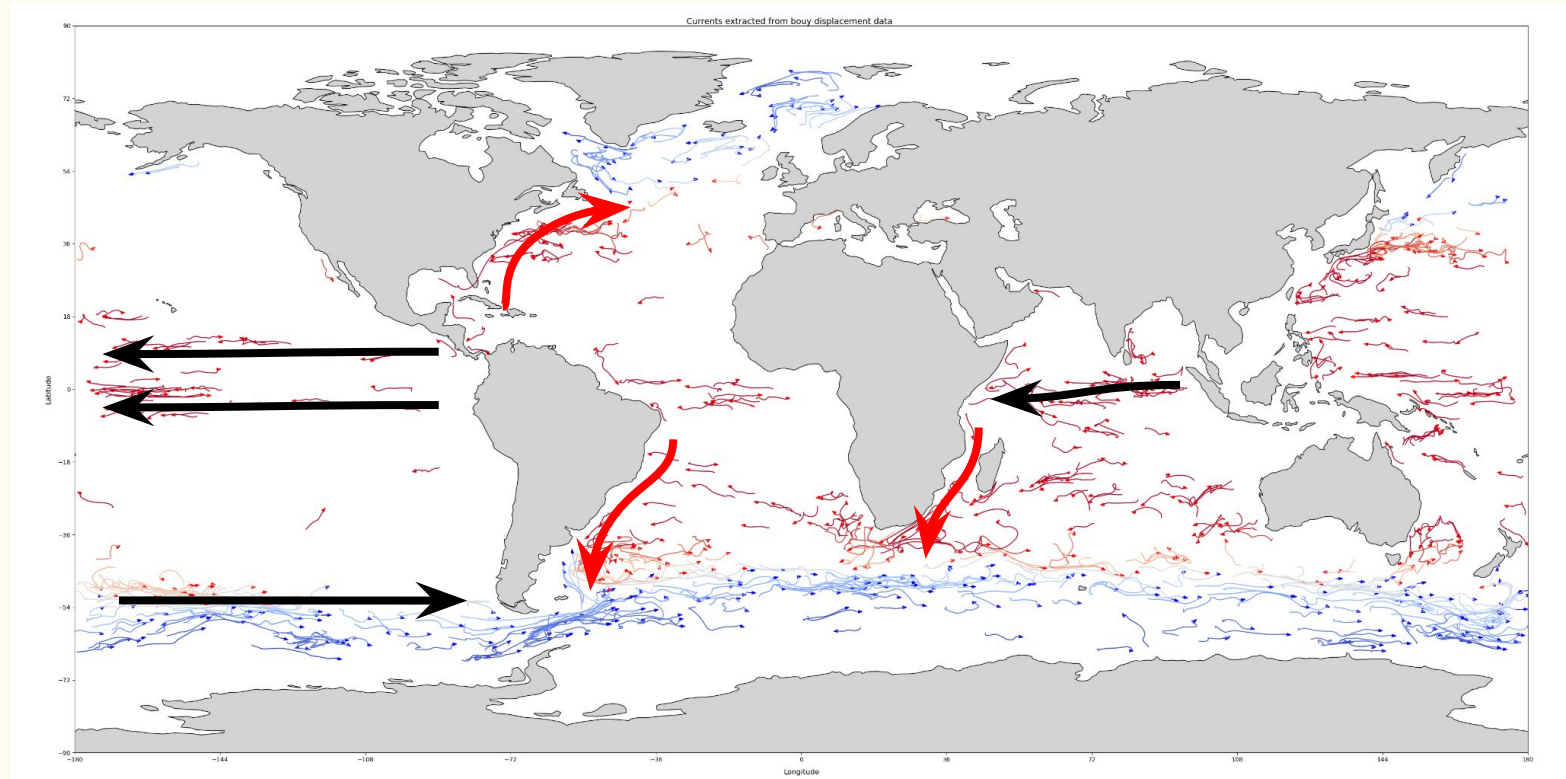 Currents extracted from bouy displacement data
90
72
54
36
18
0
−18
−36
−54
−72
−90
Latitude
−180 −144 −108 −72 −36 0 36 72 108 144 180
Longitude